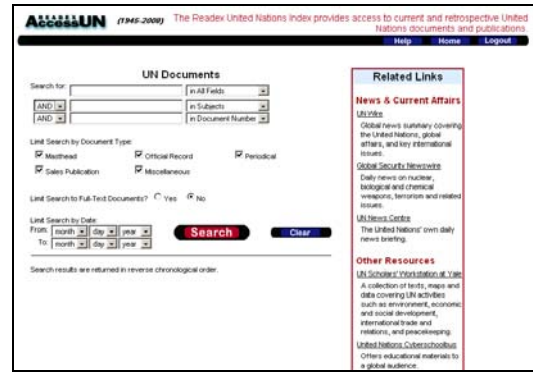 READEX
AccessUN (1945-2008) The Readex United Nations Index provides access to current and retrospective United
Nations documents and publications.
Help Home Logout
UN Documents
Search for: in All Fields
AND in Subjects
AND in Document Number
Limit Search by Document Type:
Masthead Official Record Periodical
Sales Publication Miscellaneous
Limit Search to Full-Text Documents? Yes No
Limit Search by Date:
From: month day year
To: month day year
Search Clear
Search results are returned in reverse chronological order.
Related Links
News & Current Affairs
UN Wire
Global news summary covering
the United Nations, global
affairs, and key international
issues.
Global Security Newswire
Daily news on nuclear,
biological and chemical
weapons, terrorism and related
issues.
UN News Centre
The United Nations' own daily
news briefing.
Other Resources
UN Scholars' Workstation at Yale
A collection of texts, maps and
data covering UN activities
such as environment, economic
and social development,
international trade and
relations, and peacekeeping.
United Nations Cyberschoolbus
Offers educational materials to
a global audience.